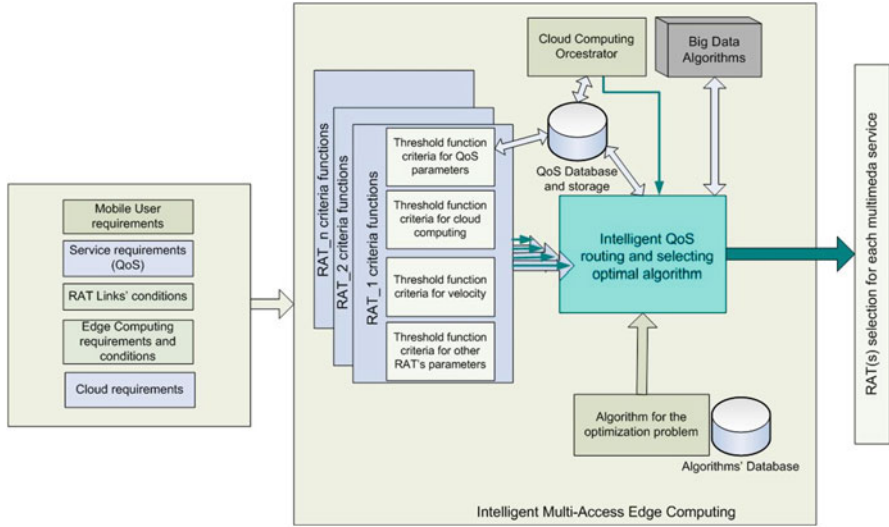 Mobile User
requirements
Service requirements
(QoS)
RAT Links' conditions
Edge Computing
requirements and
conditions
Cloud requirements
RAT_n criteria functions
RAT_2 criteria functions
RAT_1 criteria functions
Threshold function
criteria for QoS
parameters
Threshold function
criteria for cloud
computing
Threshold function
criteria for velocity
Threshold function
criteria for other
RAT's parameters
Cloud Computing
Orcestrator
Big Data
Algorithms
QoS Database
and storage
Intelligent QoS
routing and selecting
optimal algorithm
Algorithm for the
optimization problem
Algorithms' Database
Intelligent Multi-Access Edge Computing
RAT(s) selection for each multimeda service